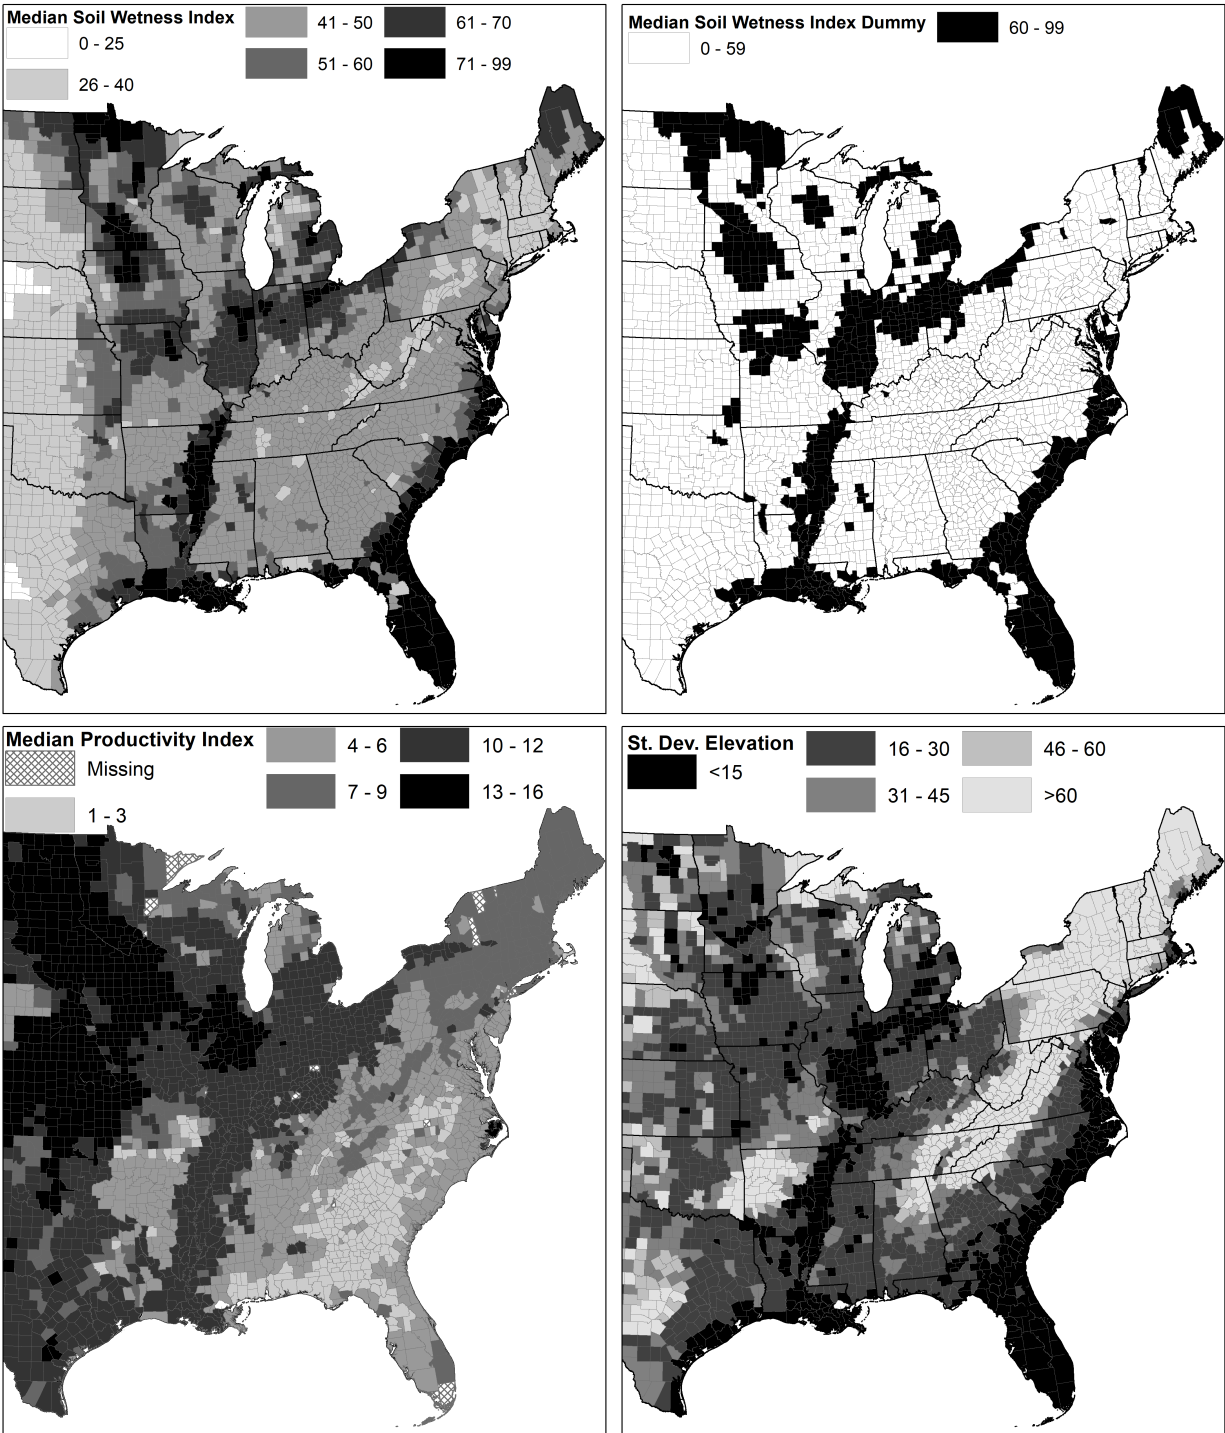 Median Soil Wetness Index
0 - 25
26 - 40
41 - 50
51 - 60
61 - 70
71 - 99
Median Soil Wetness Index Dummy
0 - 59
60 - 99
Median Productivity Index
Missing
1 - 3
4 - 6
7 - 9
10 - 12
13 - 16
St. Dev. Elevation
<15
16 - 30
31 - 45
46 - 60
>60